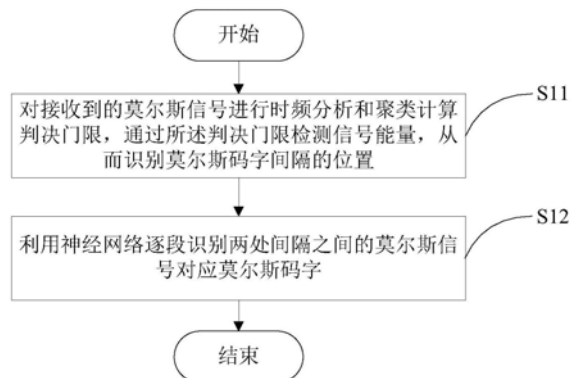 开始
对接收到的莫尔斯信号进行时频分析和聚类计算
判决门限，通过所述判决门限检测信号能量，从
而识别莫尔斯码字间隔的位置
S11
利用神经网络逐段识别两处间隔之间的莫尔斯信
号对应莫尔斯码字
S12
结束